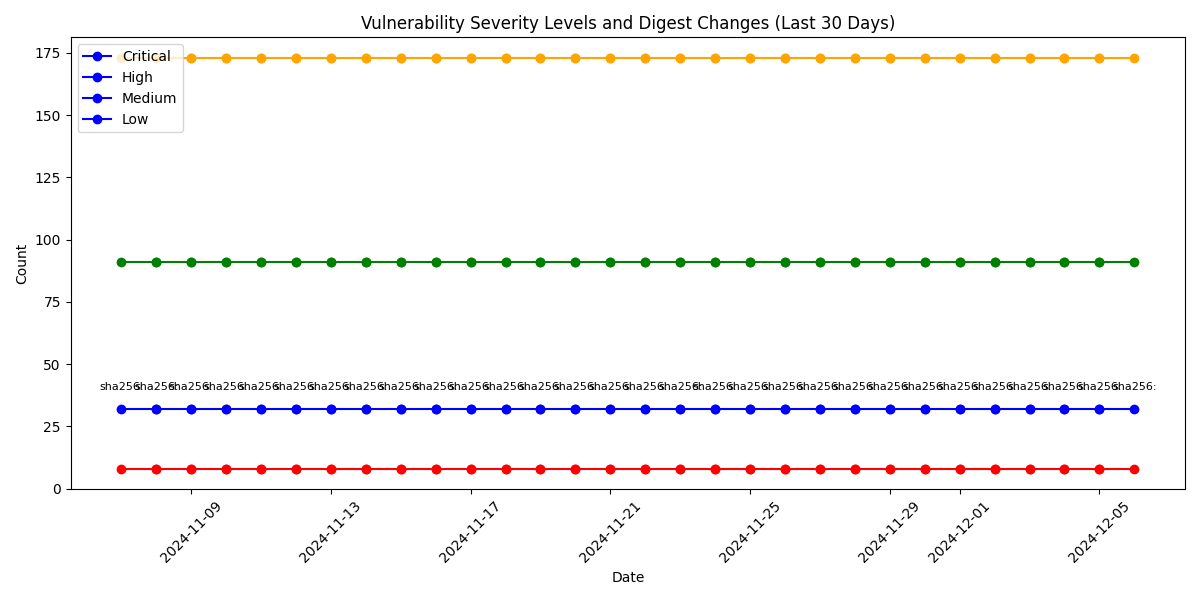 Vulnerability Severity Levels and Digest Changes (Last 30 Days)
Critical
High
Medium
Low
Count
175
150
125
100
75
50
25
0
sha256: sha256: sha256: sha256: sha256: sha256: sha256: sha256: sha256: sha256: sha256: sha256: sha256: sha256: sha256: sha256: sha256: sha256: sha256: sha256: sha256: sha256: sha256: sha256: sha256: sha256: sha256: sha256: sha256: sha256:
2024-11-09
2024-11-13
2024-11-17
2024-11-21
2024-11-25
2024-11-29
2024-12-01
2024-12-05
Date